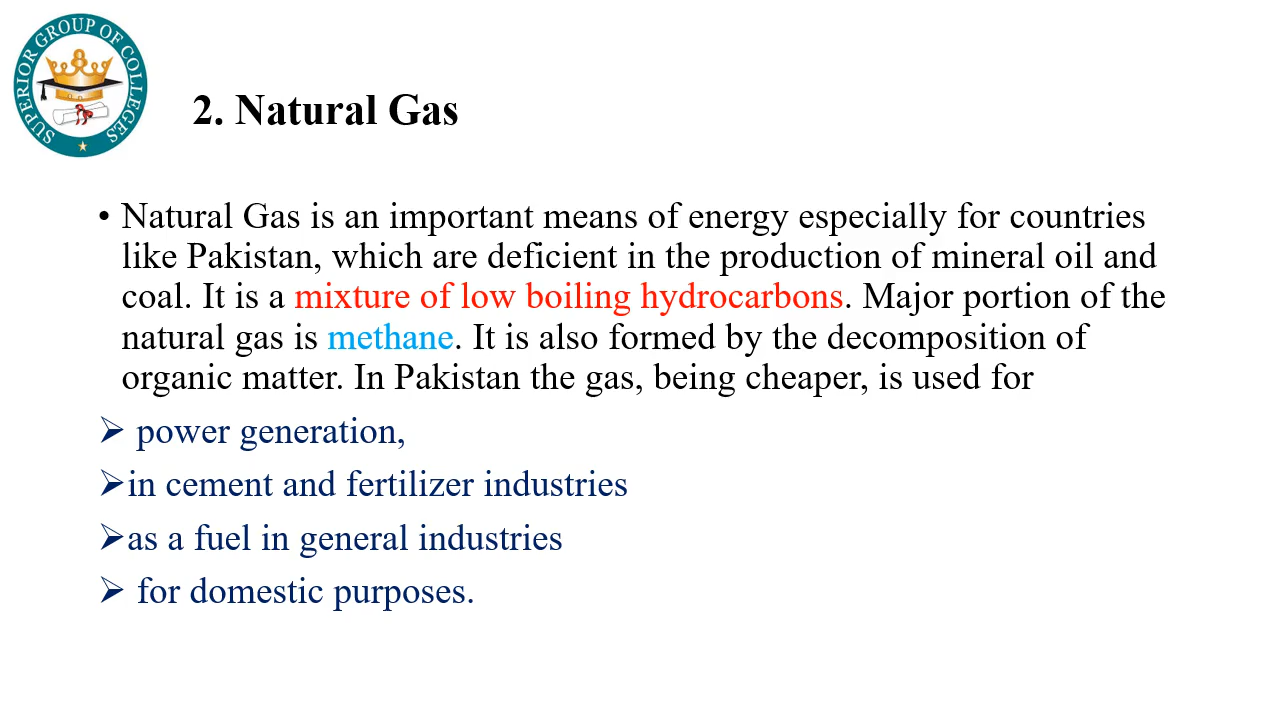 SUPERIOR GROUP OF COLLEGES
2. Natural Gas
• Natural Gas is an important means of energy especially for countries
like Pakistan, which are deficient in the production of mineral oil and
coal. It is a mixture of low boiling hydrocarbons. Major portion of the
natural gas is methane. It is also formed by the decomposition of
organic matter. In Pakistan the gas, being cheaper, is used for
➢ power generation,
➢in cement and fertilizer industries
➢as a fuel in general industries
➢ for domestic purposes.